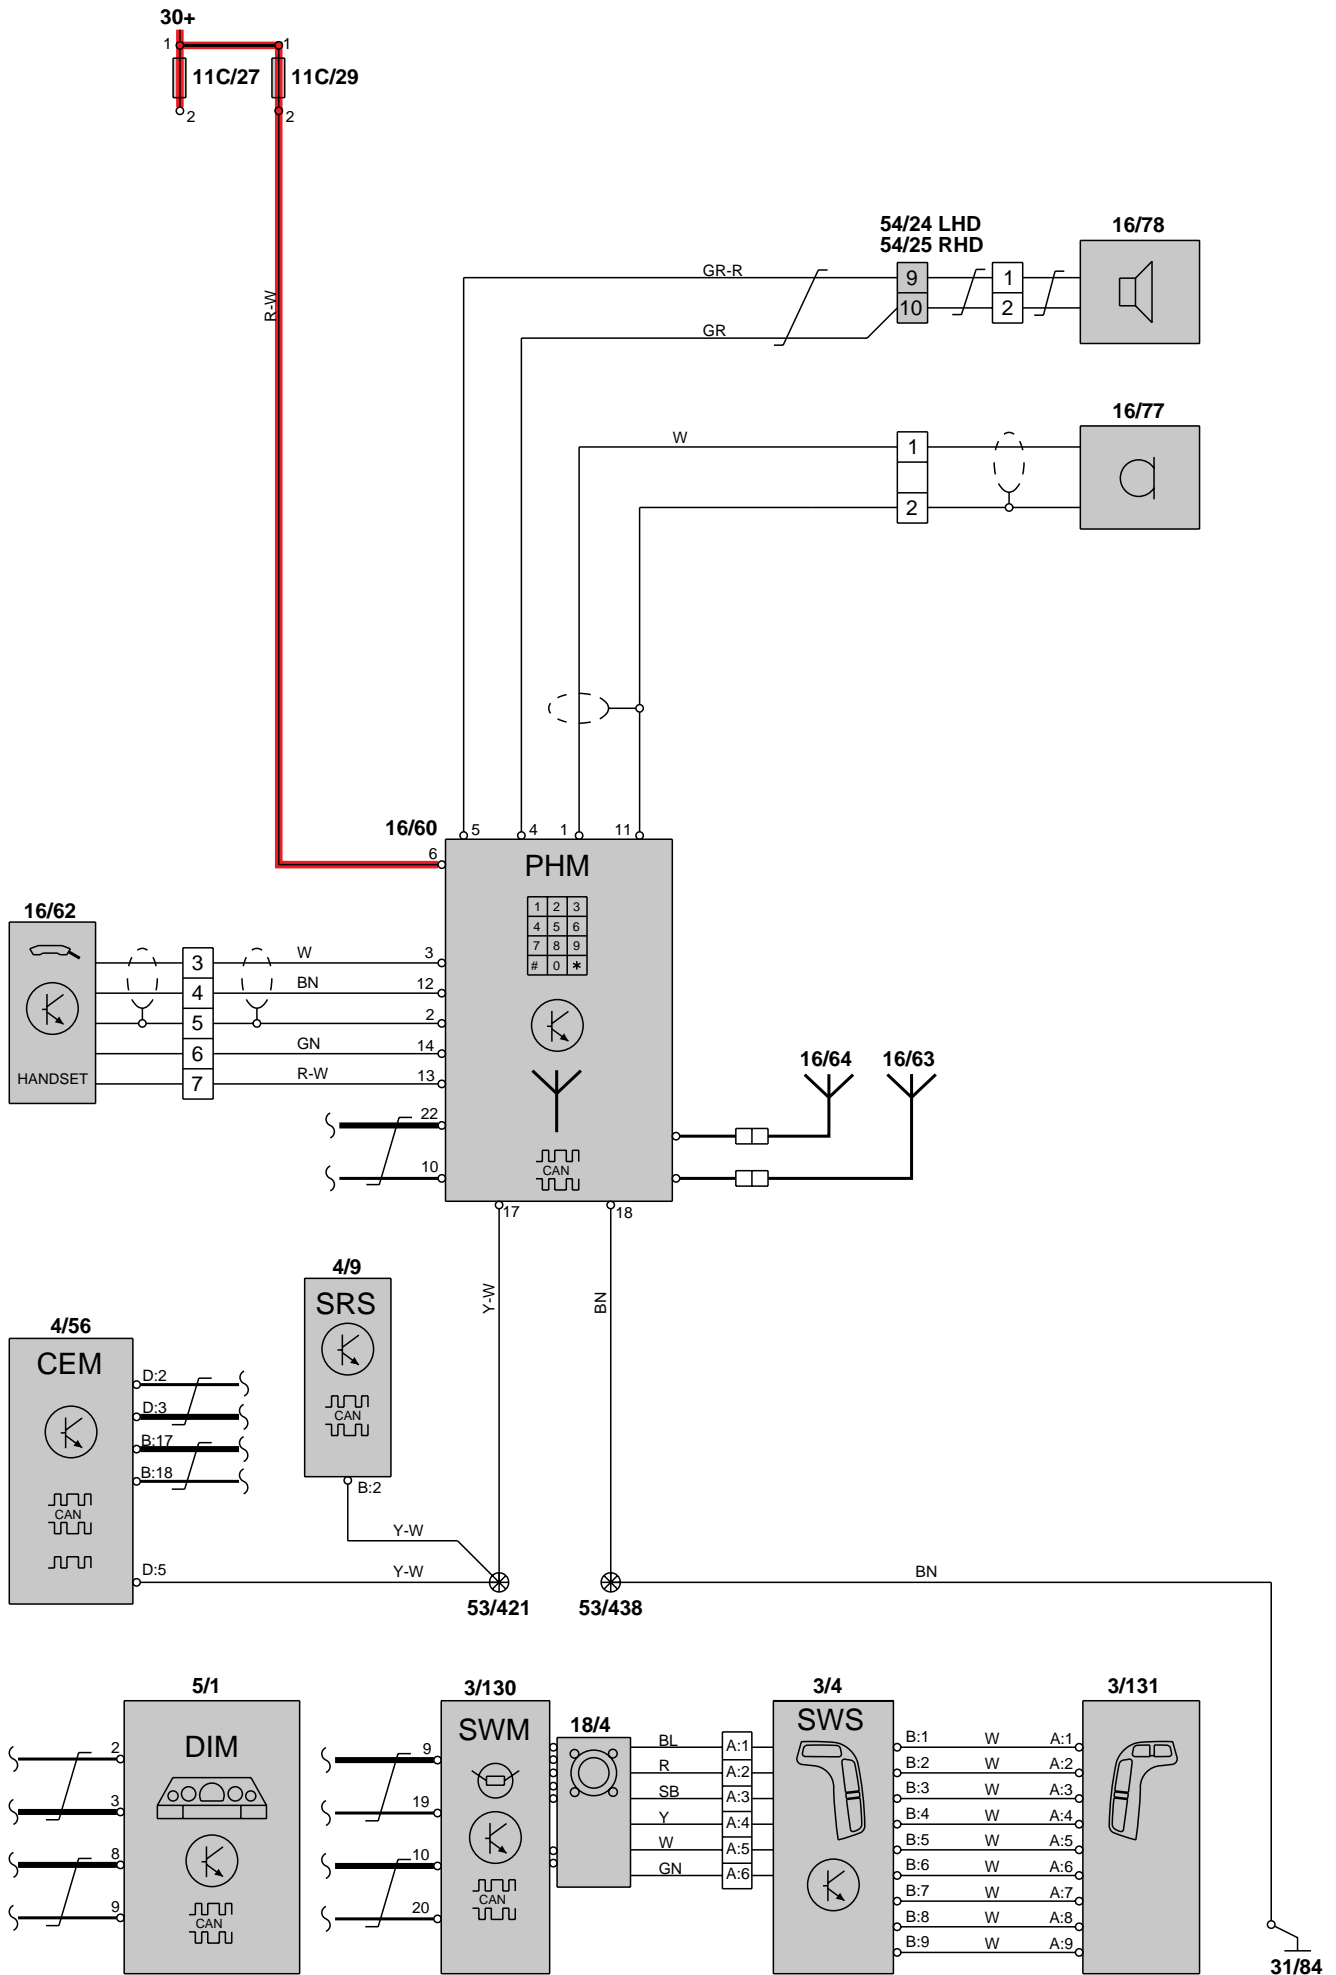 30+
1
1
11C/27
11C/29
2
2
R-W
54/24 LHD
54/25 RHD
16/78
GR-R
9
1
10
2
GR
16/77
W
1
2
16/60
5
4
1
11
6
PHM
1 2 3
4 5 6
7 8 9
# 0 *
16/62
3
W
3
4
BN
12
5
2
6
GN
14
HANDSET
7
R-W
13
22
10
CAN
16/64
16/63
17
18
Y-W
BN
4/9
SRS
CAN
B:2
4/56
CEM
D:2
D:3
B:17
B:18
CAN
D:5
Y-W
Y-W
53/421
53/438
BN
5/1
DIM
2
3
8
9
CAN
3/130
SWM
9
19
10
20
CAN
18/4
BL
A:1
R
A:2
SB
A:3
Y
A:4
W
A:5
GN
A:6
3/4
SWS
3/131
B:1 W A:1
B:2 W A:2
B:3 W A:3
B:4 W A:4
B:5 W A:5
B:6 W A:6
B:7 W A:7
B:8 W A:8
B:9 W A:9
31/84